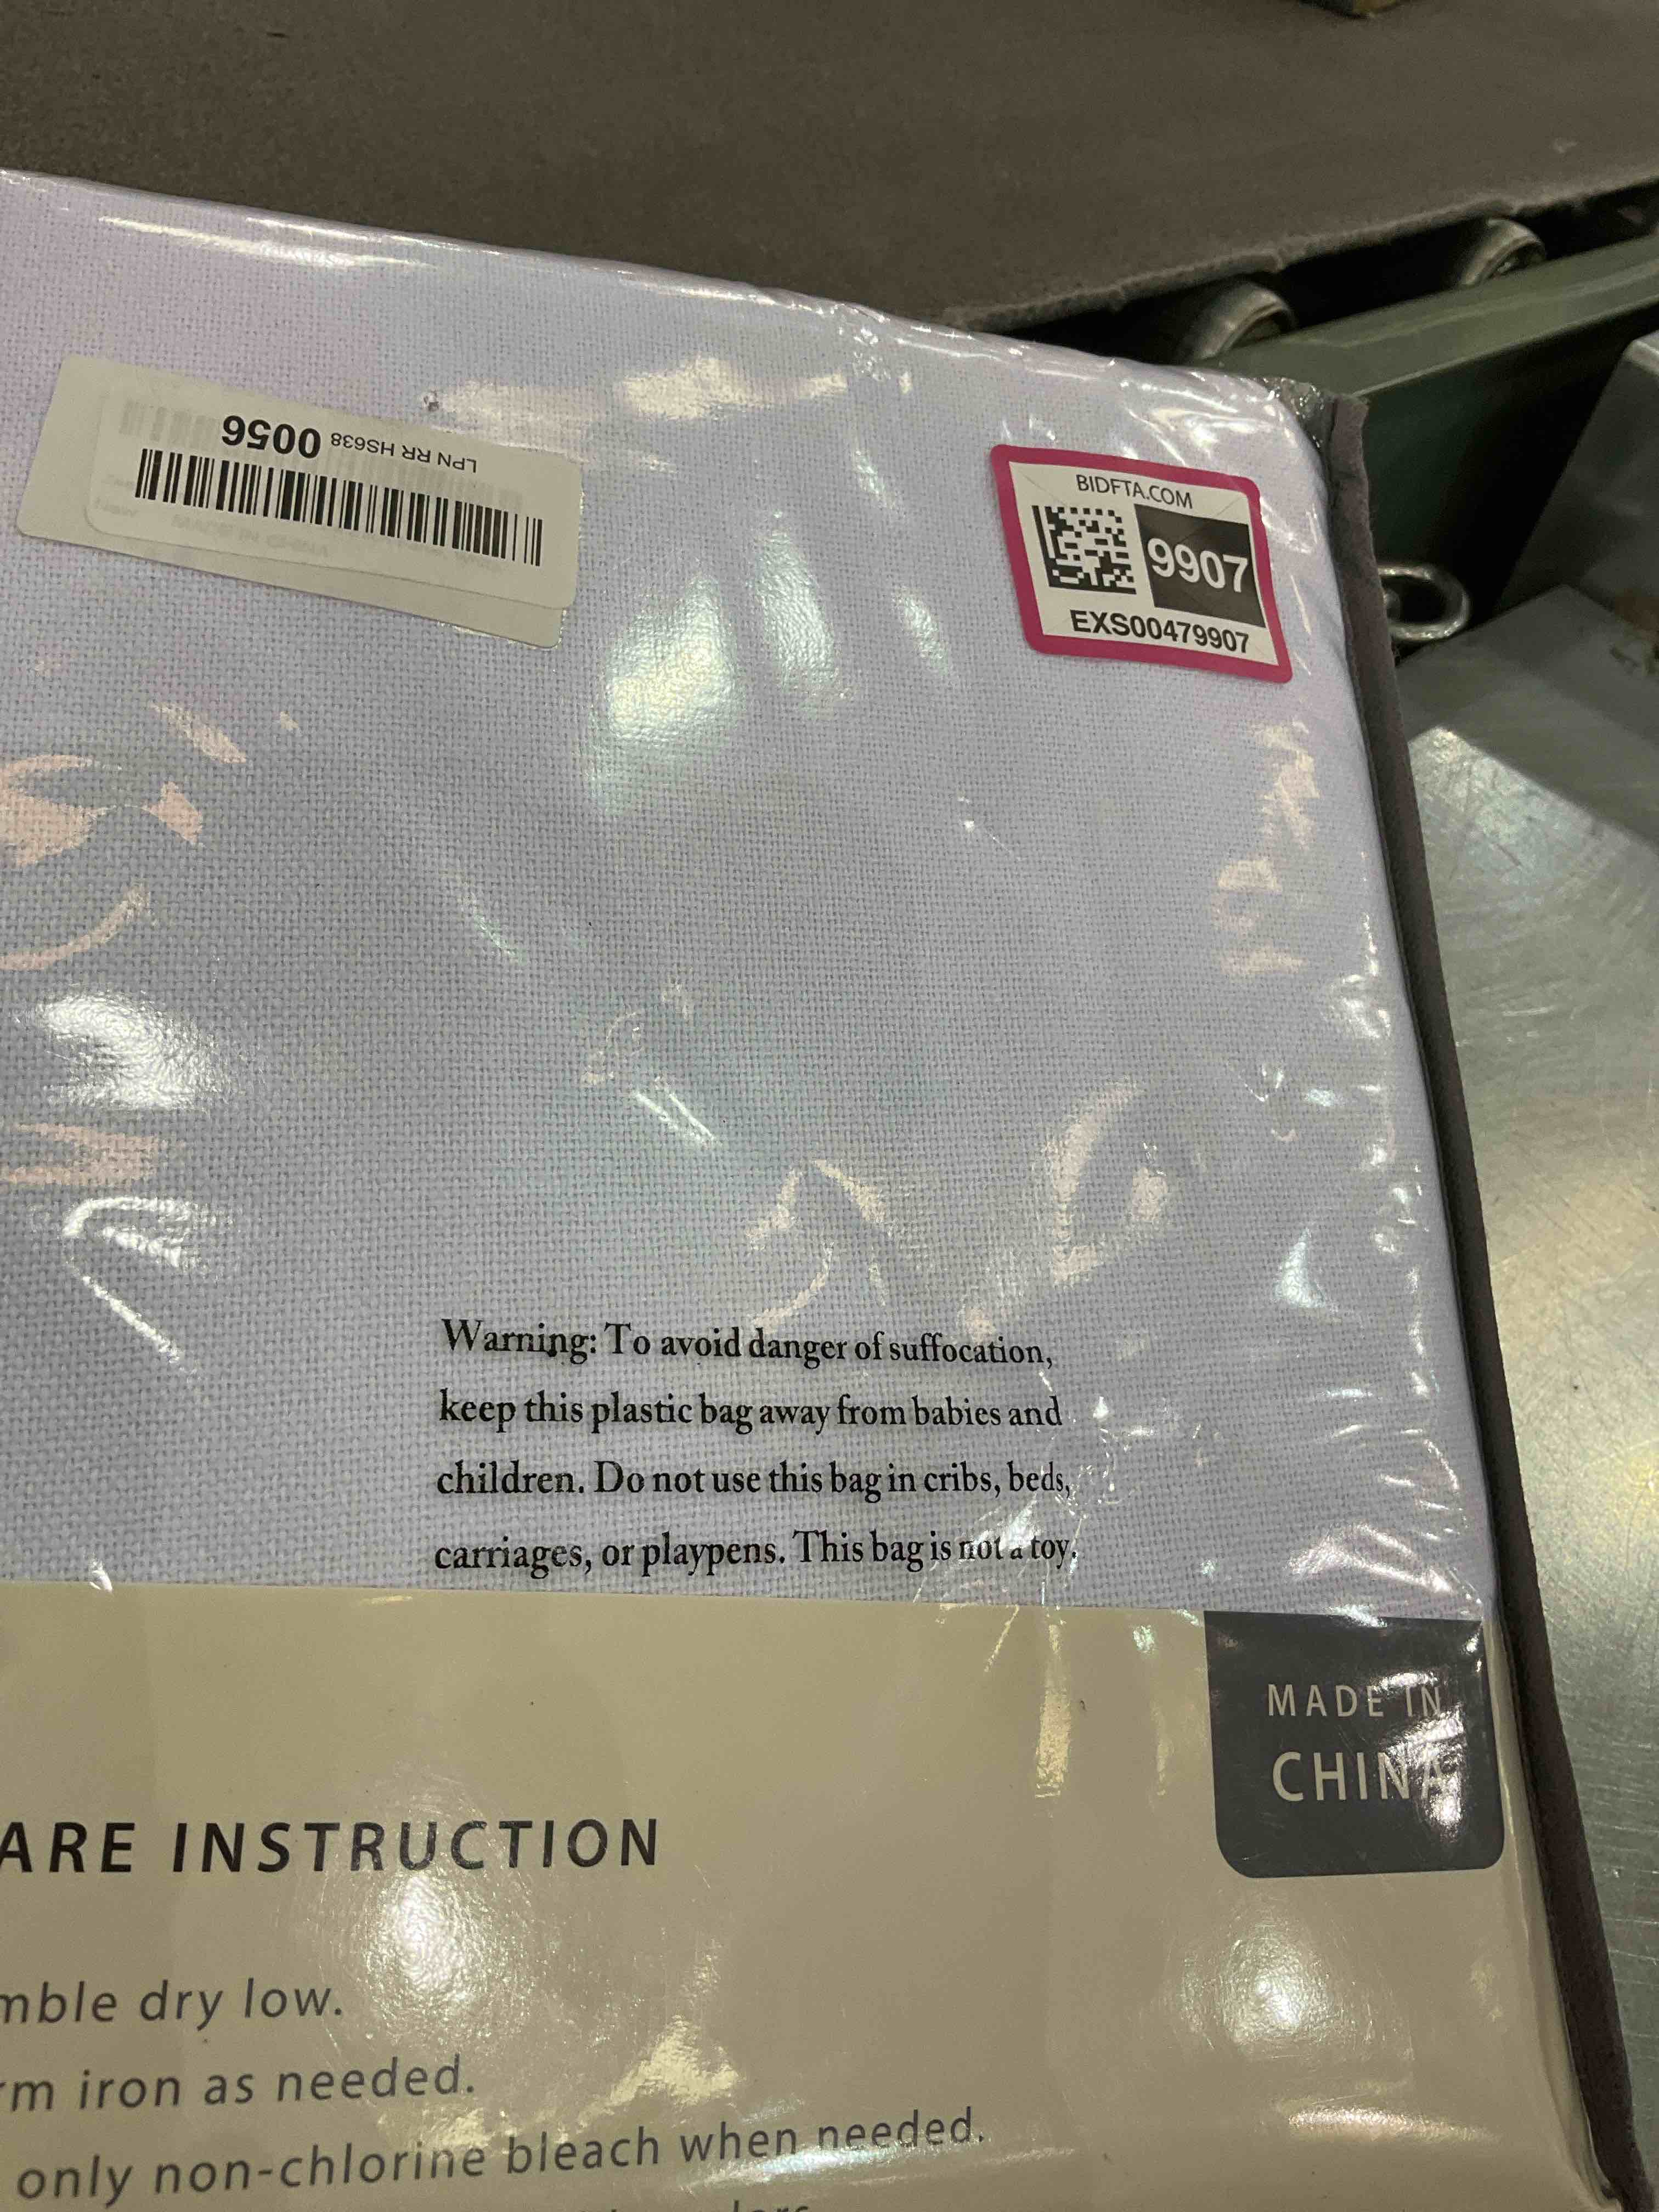 LPN RR HS638 0056
BIDFTA.COM
9907
EXS00479907
Warning: To avoid danger of suffocation,
keep this plastic bag away from babies and
children. Do not use this bag in cribs, beds,
carriages, or playpens. This bag is not a toy.
MADE IN
CHINA
ARE INSTRUCTION
mble dry low.
rm iron as needed.
only non-chlorine bleach when needed.